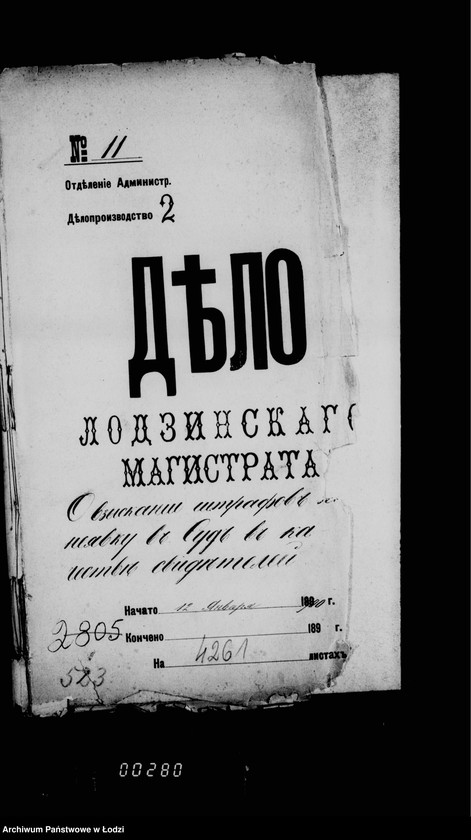 № 11
Отдѣленіе Администр.
Дѣлопроизводство 2
ДѢЛО
ЛОДЗИНСКАГО
МАГИСТРАТА
О взысканіи штрафовъ за
неявку въ Судъ въ ка
чествѣ свидѣтелей
Начато 12 Января 1900 г.
2805 Кончено 189 г.
На 4261 листахъ
523
00280
Archiwum Państwowe w Łodzi